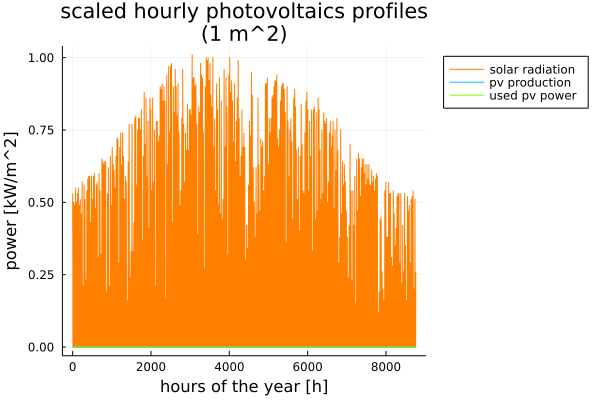 scaled hourly photovoltaics profiles
(1 m^2)
solar radiation
pv production
used pv power
power [kW/m^2]
1.00
0.75
0.50
0.25
0.00
0 2000 4000 6000 8000
hours of the year [h]